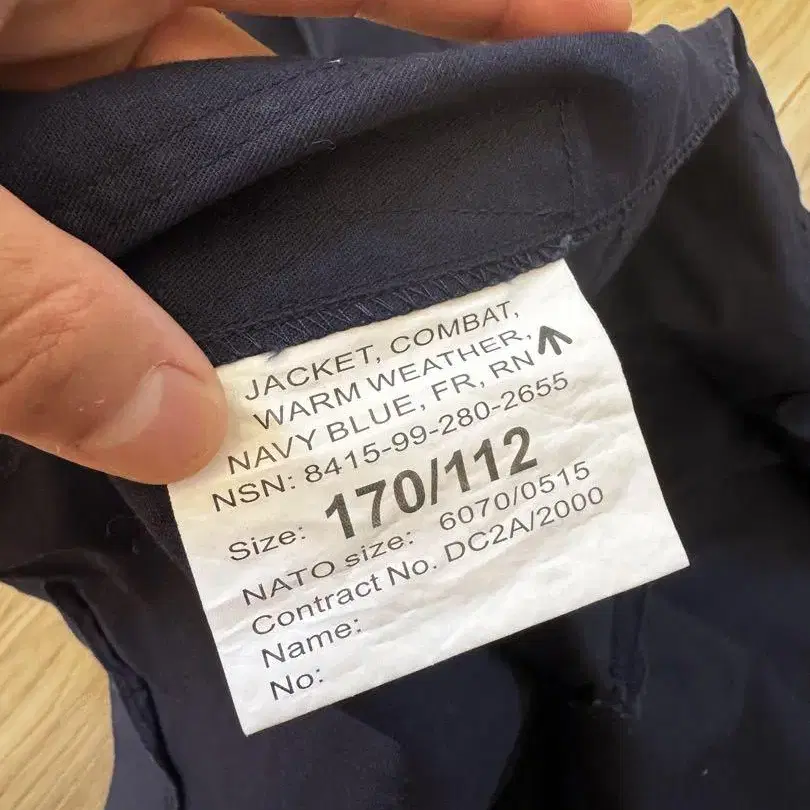 JACKET, COMBAT,
WARM WEATHER,
NAVY BLUE, FR, RN
NSN: 8415-99-280-2655
Size: 170/112
NATO size: 6070/0515
Contract No. DC2A/2000
Name:
No: